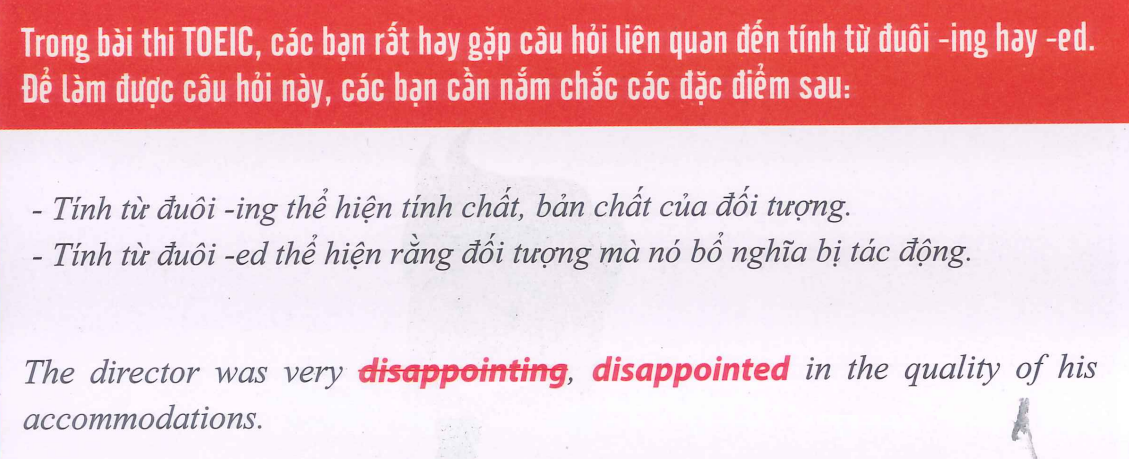 Trong bài thi TOEIC, các bạn rất hay gặp câu hỏi liên quan đến tính từ đuôi -ing hay -ed.
Để làm được câu hỏi này, các bạn cần nắm chắc các đặc điểm sau:
- Tính từ đuôi -ing thể hiện tính chất, bản chất của đối tượng.
- Tính từ đuôi -ed thể hiện rằng đối tượng mà nó bổ nghĩa bị tác động.
The director was very disappointing, disappointed in the quality of his
accommodations.